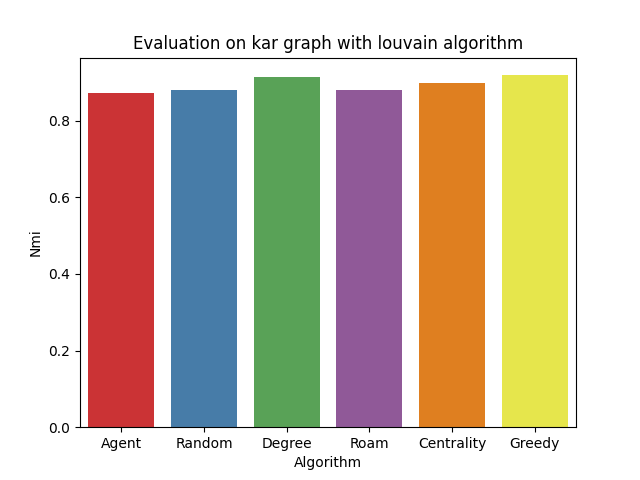 Evaluation on kar graph with louvain algorithm
Nmi
0.8
0.6
0.4
0.2
0.0
Agent Random Degree Roam Centrality Greedy
Algorithm